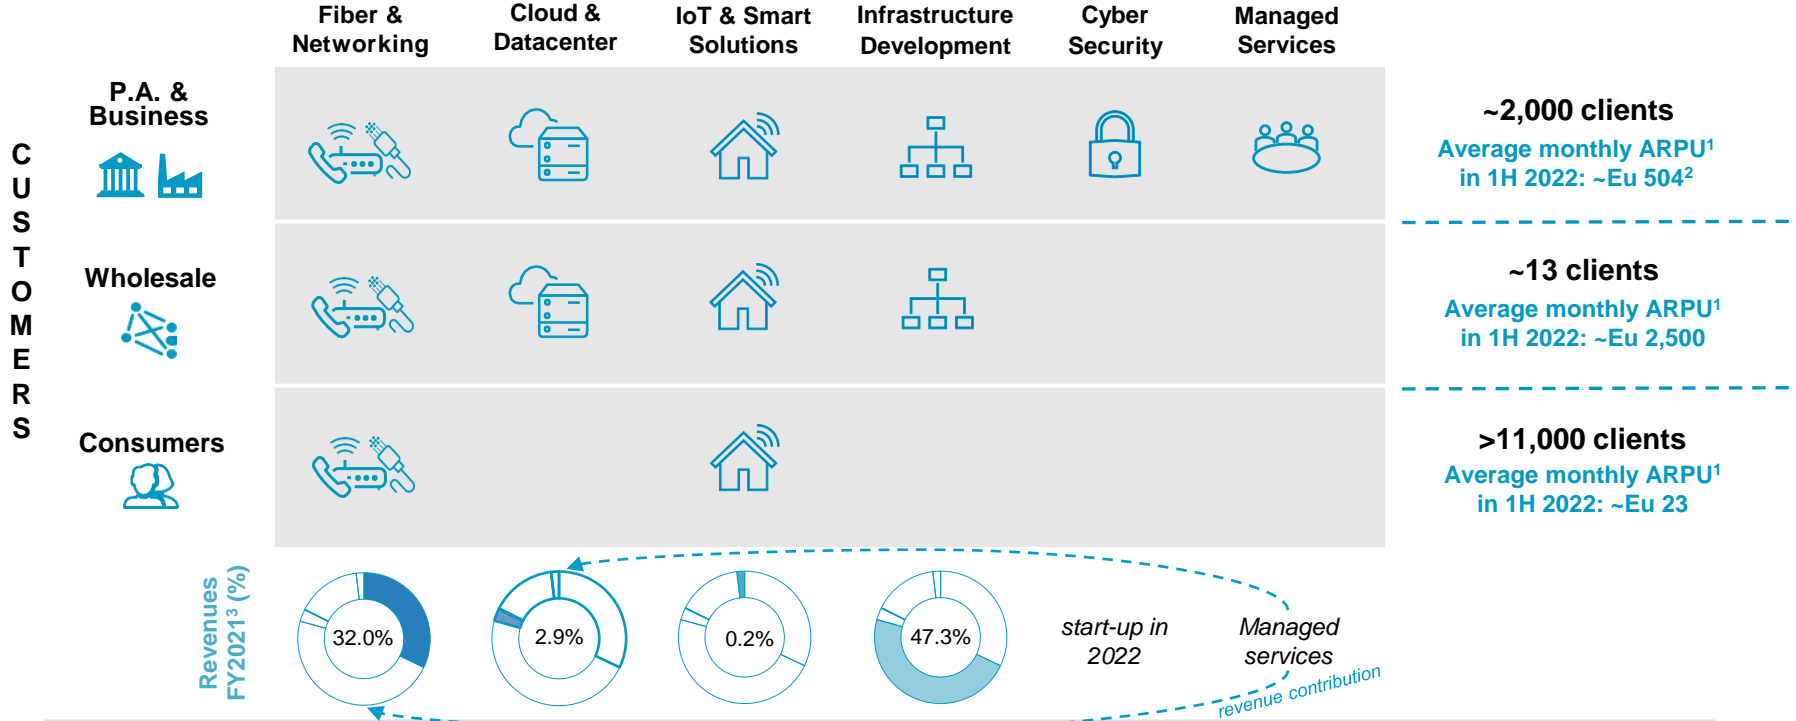 Fiber &
Networking
Cloud &
Datacenter
IoT & Smart
Solutions
Infrastructure
Development
Cyber
Security
Managed
Services
CUSTOMERS
P.A. &
Business
~2,000 clients
Average monthly ARPU¹
in 1H 2022: ~Eu 504²
Wholesale
~13 clients
Average monthly ARPU¹
in 1H 2022: ~Eu 2,500
Consumers
>11,000 clients
Average monthly ARPU¹
in 1H 2022: ~Eu 23
Revenues
FY2021³ (%)
32.0%
2.9%
0.2%
47.3%
start-up in
2022
Managed
services
revenue contribution